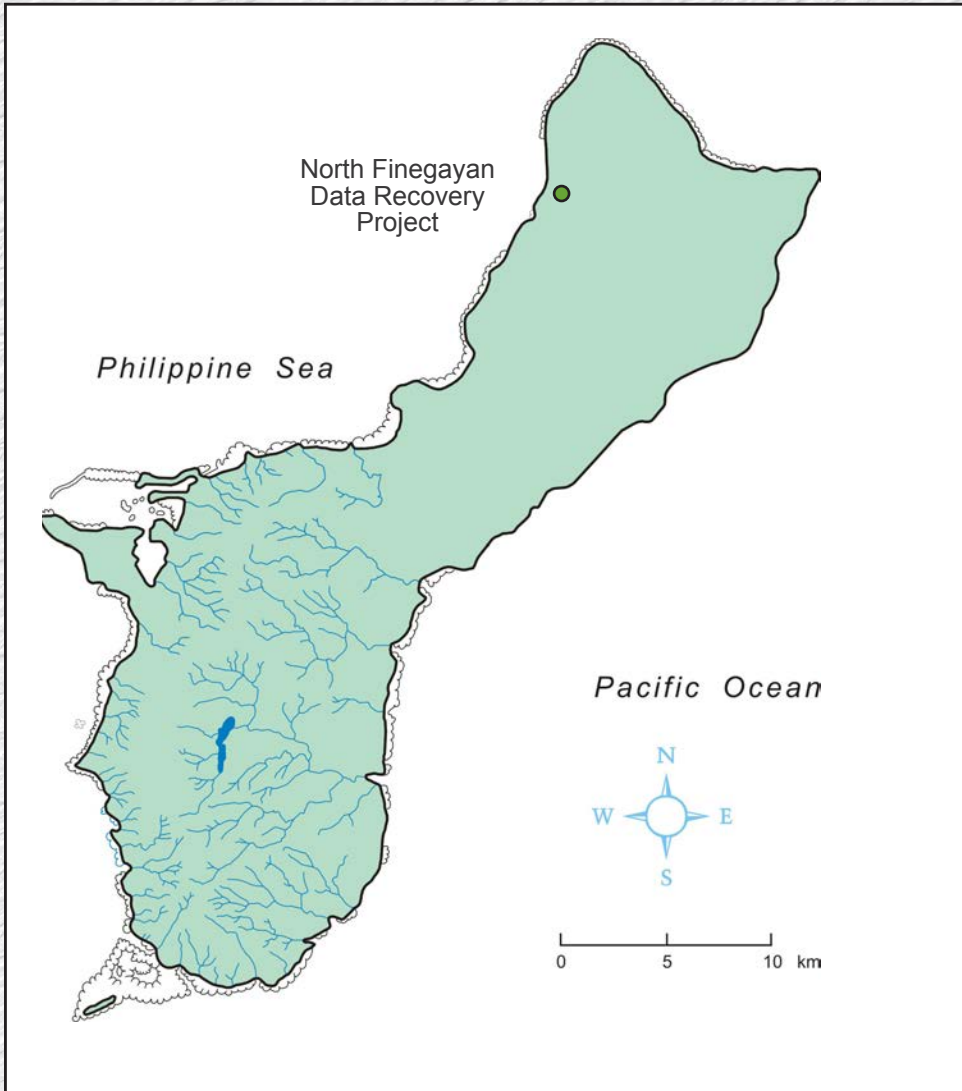 North Finegayan
Data Recovery
Project
Philippine Sea
Pacific Ocean
N
W E
S
0 5 10 km